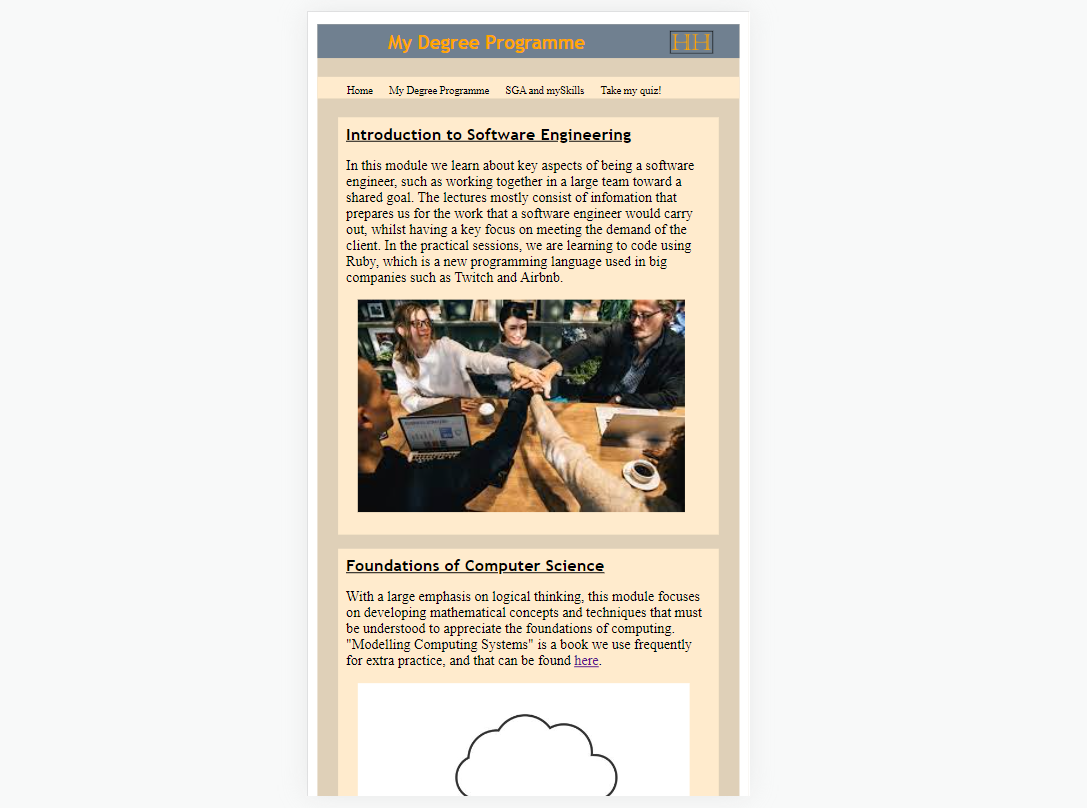 My Degree Programme
HH
Home My Degree Programme SGA and mySkills Take my quiz!
Introduction to Software Engineering
In this module we learn about key aspects of being a software
engineer, such as working together in a large team toward a
shared goal. The lectures mostly consist of infomation that
prepares us for the work that a software engineer would carry
out, whilst having a key focus on meeting the demand of the
client. In the practical sessions, we are learning to code using
Ruby, which is a new programming language used in big
companies such as Twitch and Airbnb.
Foundations of Computer Science
With a large emphasis on logical thinking, this module focuses
on developing mathematical concepts and techniques that must
be understood to appreciate the foundations of computing.
"Modelling Computing Systems" is a book we use frequently
for extra practice, and that can be found here.